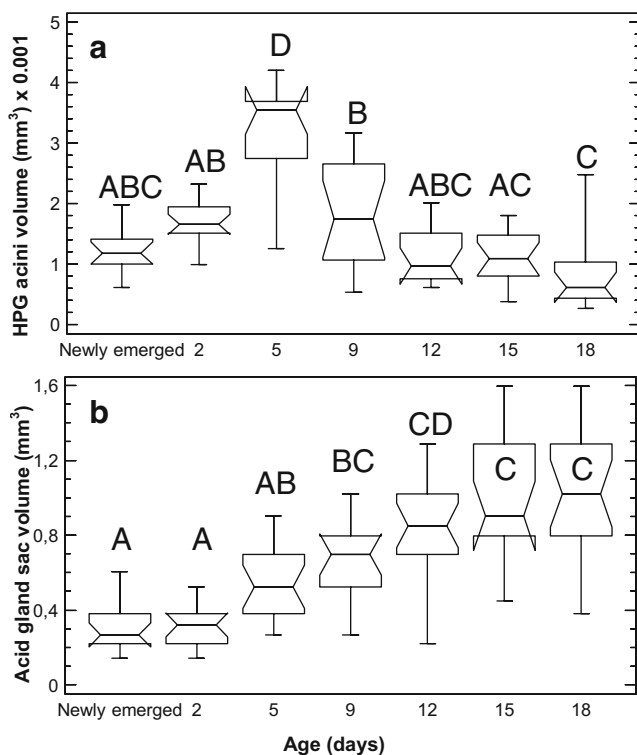 a
HPG acini volume (mm³) x 0.001
5
4
3
2
1
0
ABC
AB
D
B
ABC
AC
C
Newly emerged 2 5 9 12 15 18
b
Acid gland sac volume (mm³)
1,6
1,2
0,8
0,4
0
A
A
AB
BC
CD
C
C
Newly emerged 2 5 9 12 15 18
Age (days)